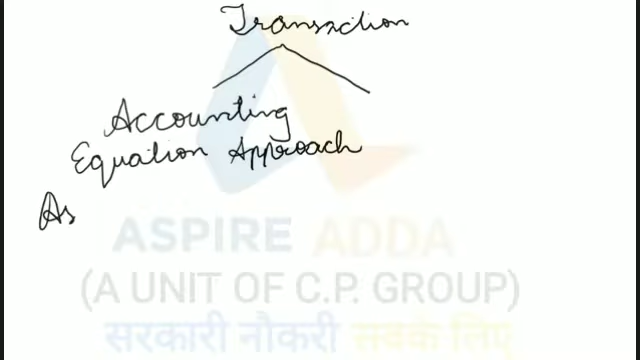 Transaction
Accounting
Equation Approach
As
ASPIRE ADDA
(A UNIT OF C.P. GROUP)
सरकारी नौकरी सबके लिए